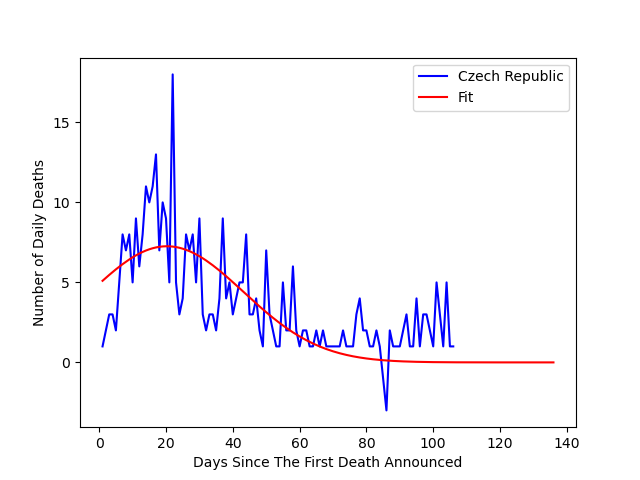 Czech Republic
Fit
15
10
5
0
Number of Daily Deaths
0 20 40 60 80 100 120 140
Days Since The First Death Announced